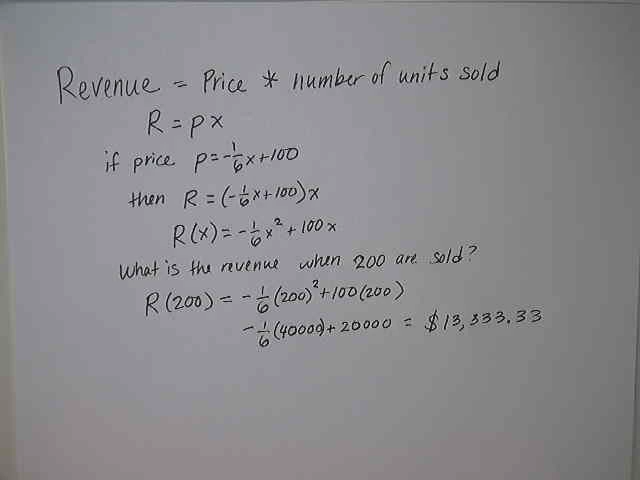 Revenue = Price * number of units sold
R = px
if price p = -1/6x+100
then R = (-1/6x+100)x
R(x) = -1/6x² + 100x
What is the revenue when 200 are sold?
R(200) = -1/6(200)²+100(200)
-1/6(40000)+20000 = $13,333.33